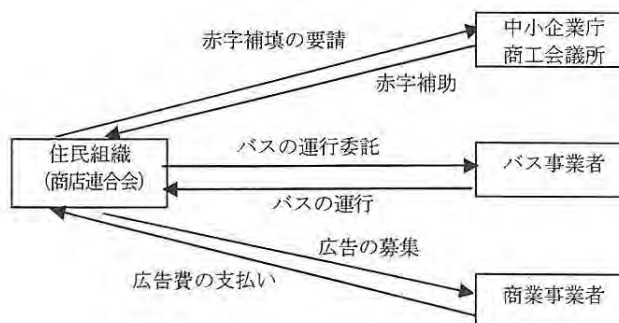 赤字補填の要請
中小企業庁
商工会議所
赤字補助
住民組織
(商店連合会)
バスの運行委託
バス事業者
バスの運行
広告の募集
広告費の支払い
商業事業者